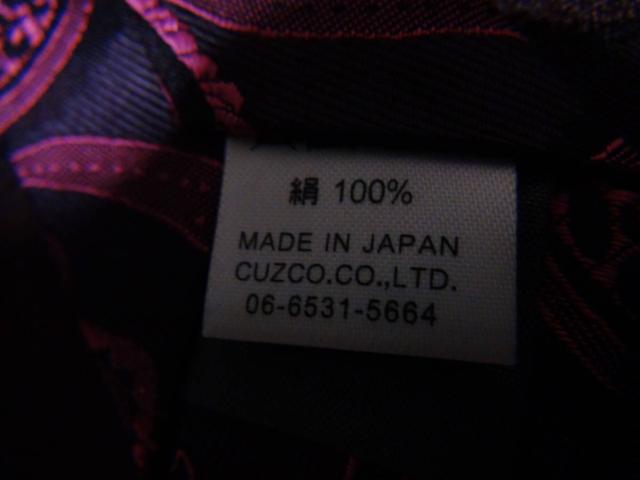 絹 100%
MADE IN JAPAN
CUZCO.CO.,LTD.
06-6531-5664